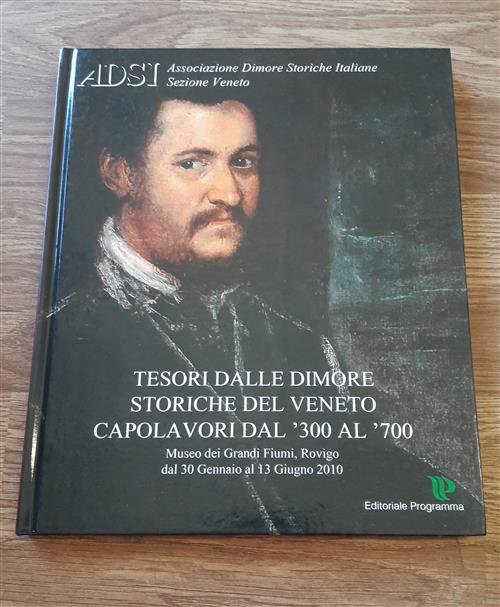 ADSI
Associazione Dimore Storiche Italiane
Sezione Veneto
TESORI DALLE DIMORE
STORICHE DEL VENETO
CAPOLAVORI DAL ’300 AL ’700
Museo dei Grandi Fiumi, Rovigo
dal 30 Gennaio al 13 Giugno 2010
Editoriale Programma